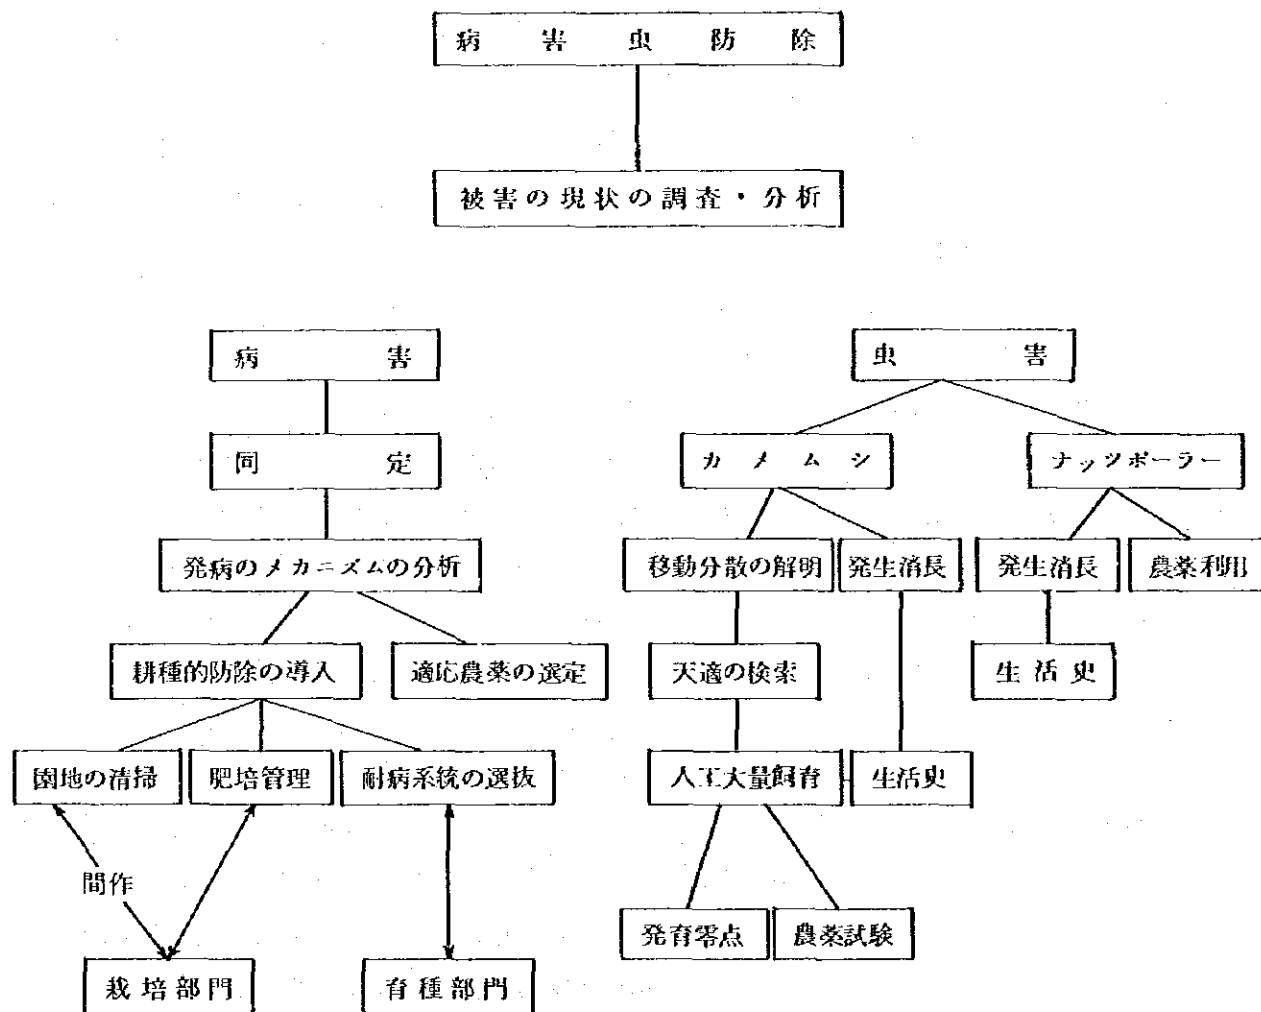 病害虫防除
被害の現状の調査・分析
病害
虫害
同定
カメムシ
ナッツボーラー
発病のメカニズムの分析
移動分散の解明
発生消長
発生消長
農薬利用
耕種的防除の導入
適応農薬の選定
天適の検索
生活史
園地の清掃
肥培管理
耐病系統の選抜
人工大量飼育
生活史
間作
発育零点
農薬試験
栽培部門
育種部門